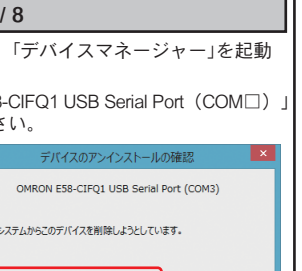 / 8
「デバイスマネージャー」を起動
-CIFQ1 USB Serial Port（COM□）」
さい。
デバイスのアンインストールの確認
OMRON E58-CIFQ1 USB Serial Port (COM3)
システムからこのデバイスを削除しようとしています。